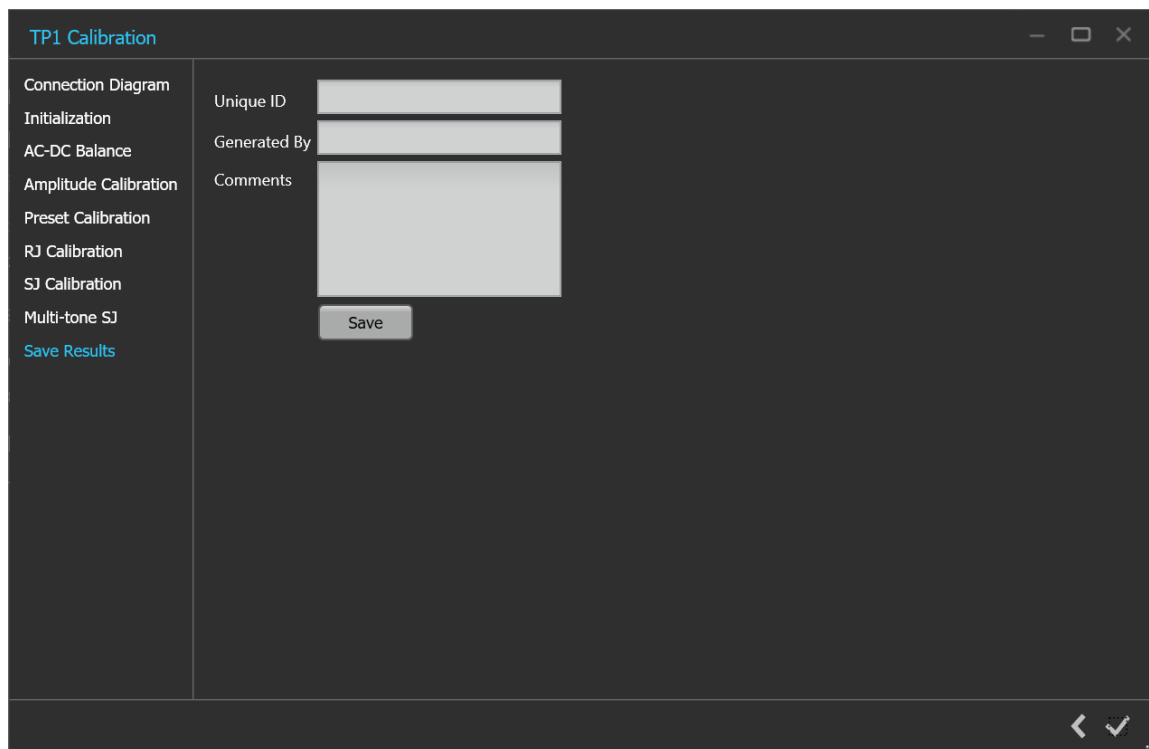 TP1 Calibration
Connection Diagram
Initialization
AC-DC Balance
Amplitude Calibration
Preset Calibration
RJ Calibration
SJ Calibration
Multi-tone SJ
Save Results
Unique ID
Generated By
Comments
Save